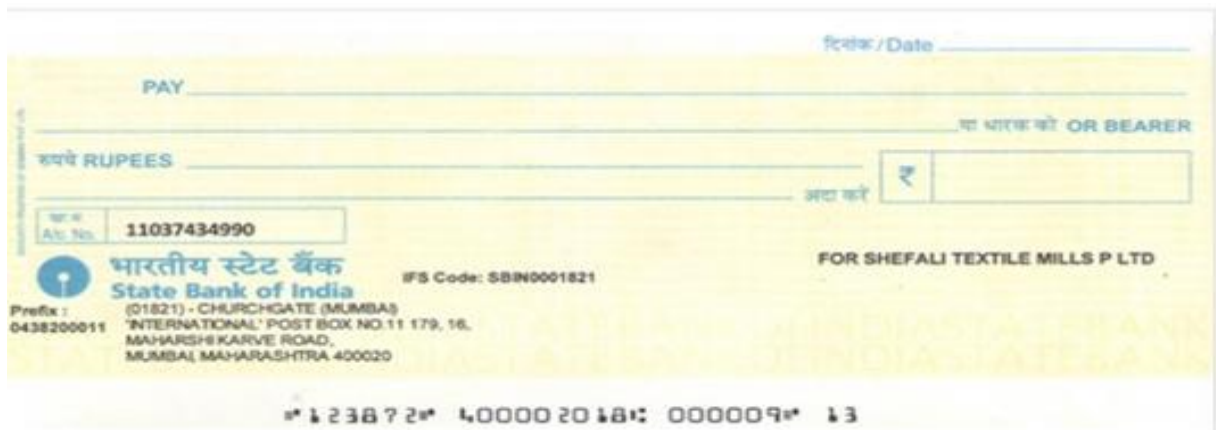 दिनांक/Date
PAY
या धारक को OR BEARER
रुपये RUPEES
अदा करें ₹
A/c. No. 11037434990
भारतीय स्टेट बैंक
State Bank of India
IFS Code: SBIN0001821
FOR SHEFALI TEXTILE MILLS P LTD
Prefix :
0438200011
(01821) - CHURCHGATE (MUMBAI)
'INTERNATIONAL' POST BOX NO.11 179, 16,
MAHARSHI KARVE ROAD,
MUMBAI, MAHARASHTRA 400020
⑈123872⑈ 400002018⑆ 000009⑈ 13